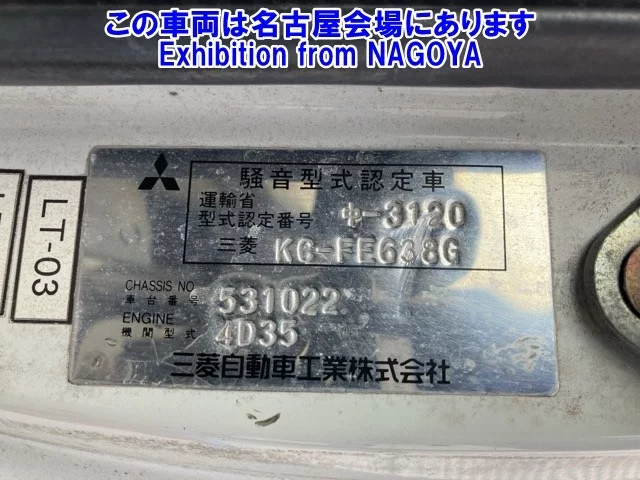 この車両は名古屋会場にあります
Exhibition from NAGOYA
騒音型式認定車
運輸省
型式認定番号 ゆ-3120
三菱 KC-FE638G
CHASSIS NO
車台番号 531022
ENGINE
機関型式 4D35
三菱自動車工業株式会社
LT-03